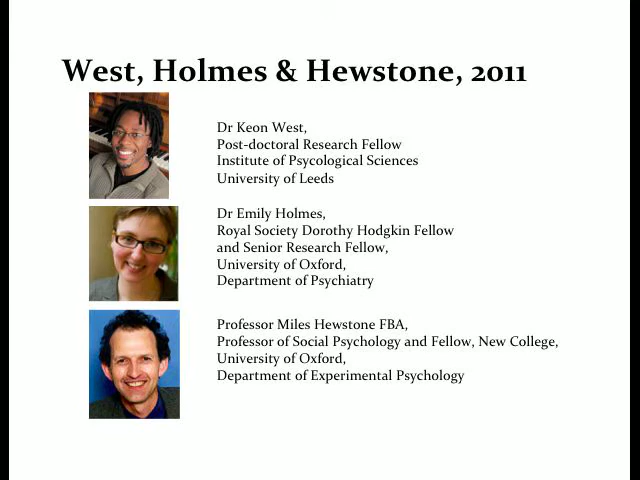 West, Holmes & Hewstone, 2011
Dr Keon West,
Post-doctoral Research Fellow
Institute of Psycological Sciences
University of Leeds
Dr Emily Holmes,
Royal Society Dorothy Hodgkin Fellow
and Senior Research Fellow,
University of Oxford,
Department of Psychiatry
Professor Miles Hewstone FBA,
Professor of Social Psychology and Fellow, New College,
University of Oxford,
Department of Experimental Psychology